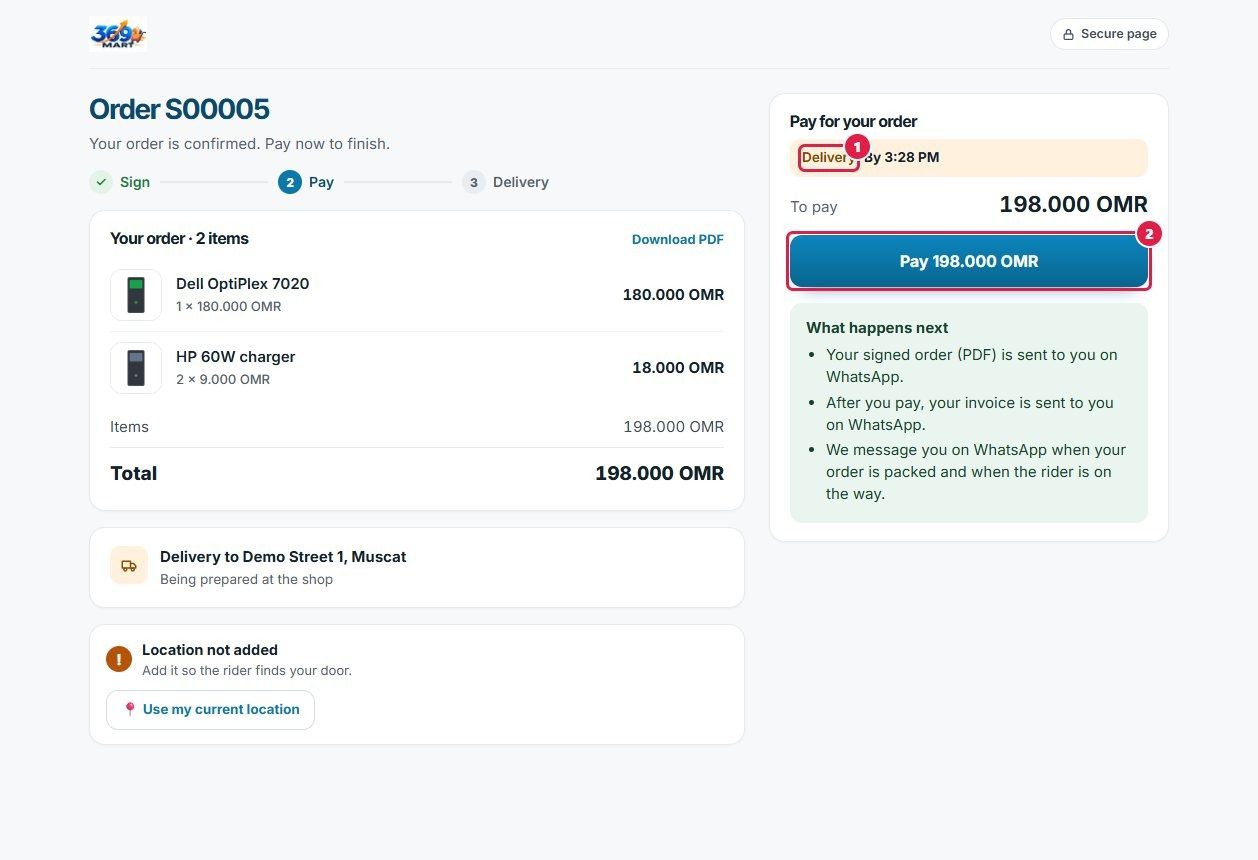 369
MART
Secure page
Order S00005
Your order is confirmed. Pay now to finish.
Sign
2 Pay
3 Delivery
Your order · 2 items
Download PDF
Dell OptiPlex 7020
1 × 180.000 OMR
180.000 OMR
HP 60W charger
2 × 9.000 OMR
18.000 OMR
Items 198.000 OMR
Total 198.000 OMR
Delivery to Demo Street 1, Muscat
Being prepared at the shop
Location not added
Add it so the rider finds your door.
Use my current location
Pay for your order
1
Delivery By 3:28 PM
To pay 198.000 OMR
2
Pay 198.000 OMR
What happens next
• Your signed order (PDF) is sent to you on
WhatsApp.
• After you pay, your invoice is sent to you
on WhatsApp.
• We message you on WhatsApp when your
order is packed and when the rider is on
the way.